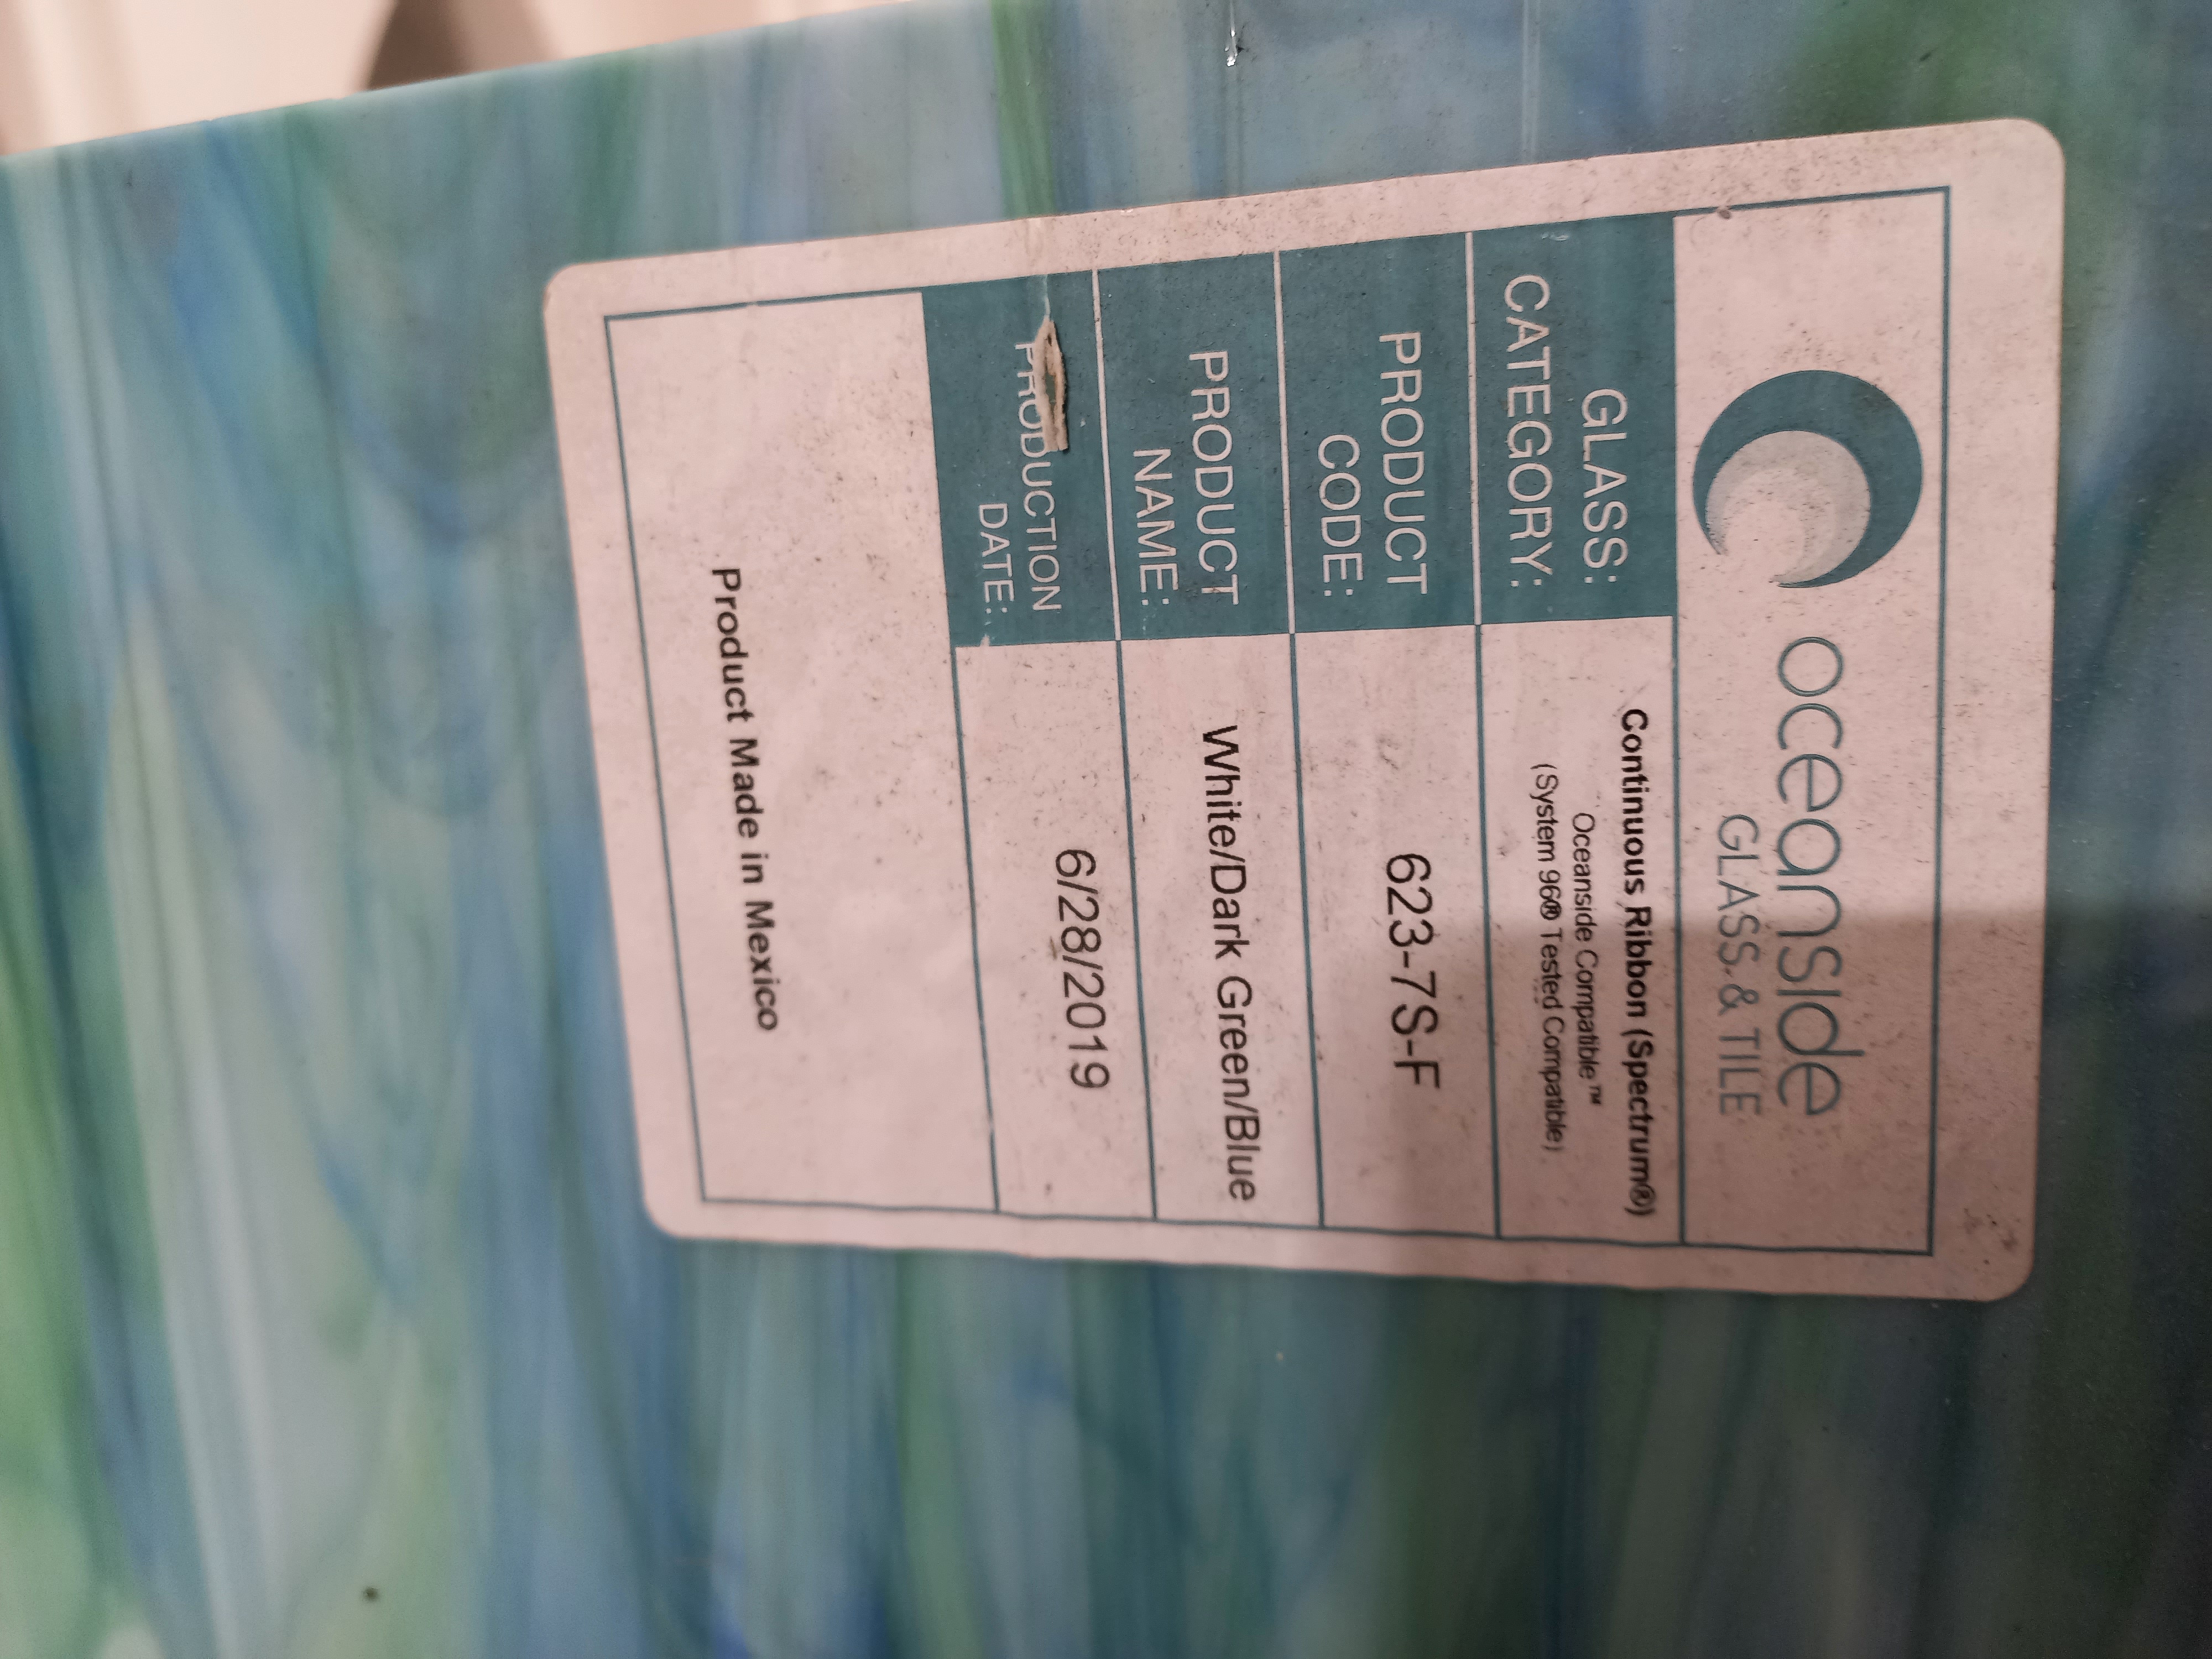 oceanside
GLASS & TILE
GLASS:
CATEGORY:
Continuous Ribbon (Spectrum®)
Oceanside Compatible™
(System 96® Tested Compatible)
PRODUCT
CODE:
623-7S-F
PRODUCT
NAME:
White/Dark Green/Blue
PRODUCTION
DATE:
6/28/2019
Product Made in Mexico